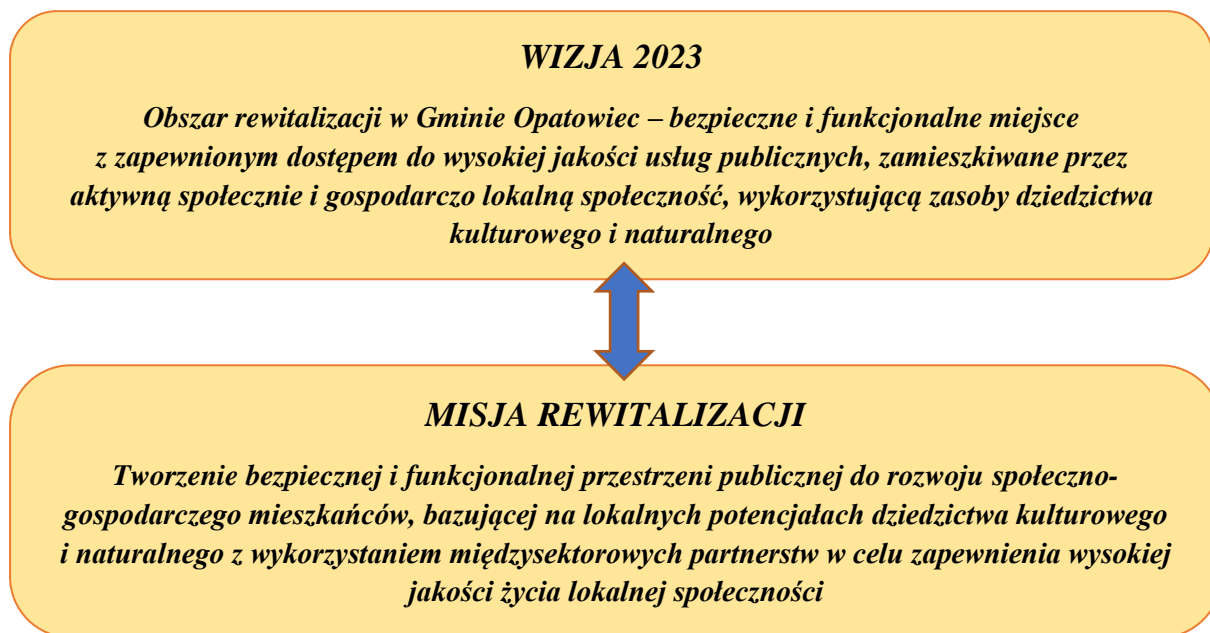 WIZJA 2023
Obszar rewitalizacji w Gminie Opatowiec – bezpieczne i funkcjonalne miejsce
z zapewnionym dostępem do wysokiej jakości usług publicznych, zamieszkiwane przez
aktywną społecznie i gospodarczo lokalną społeczność, wykorzystującą zasoby dziedzictwa
kulturowego i naturalnego
MISJA REWITALIZACJI
Tworzenie bezpiecznej i funkcjonalnej przestrzeni publicznej do rozwoju społeczno-
gospodarczego mieszkańców, bazującej na lokalnych potencjałach dziedzictwa kulturowego
i naturalnego z wykorzystaniem międzysektorowych partnerstw w celu zapewnienia wysokiej
jakości życia lokalnej społeczności